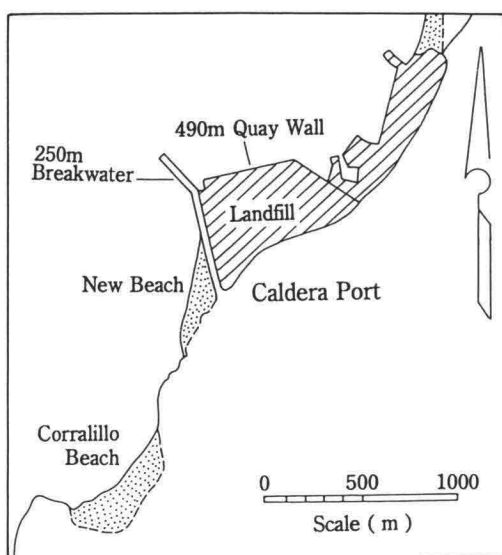 490m Quay Wall
250m
Breakwater
Landfill
New Beach
Caldera Port
Corralillo
Beach
0 500 1000
Scale ( m )